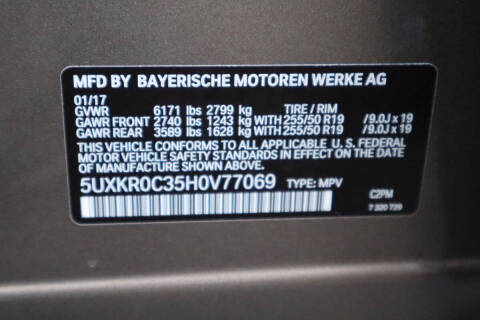 MFD BY BAYERISCHE MOTOREN WERKE AG
01/17
GVWR 6171 lbs 2799 kg TIRE / RIM
GAWR FRONT 2740 lbs 1243 kg WITH 255/50 R19 /9.0J x 19
GAWR REAR 3589 lbs 1628 kg WITH 255/50 R19 /9.0J x 19
THIS VEHICLE CONFORMS TO ALL APPLICABLE U. S. FEDERAL
MOTOR VEHICLE SAFETY STANDARDS IN EFFECT ON THE
DATE OF MANUFACTURE SHOWN ABOVE.
5UXKR0C35H0V77069 TYPE: MPV
C2PM
7 320 729